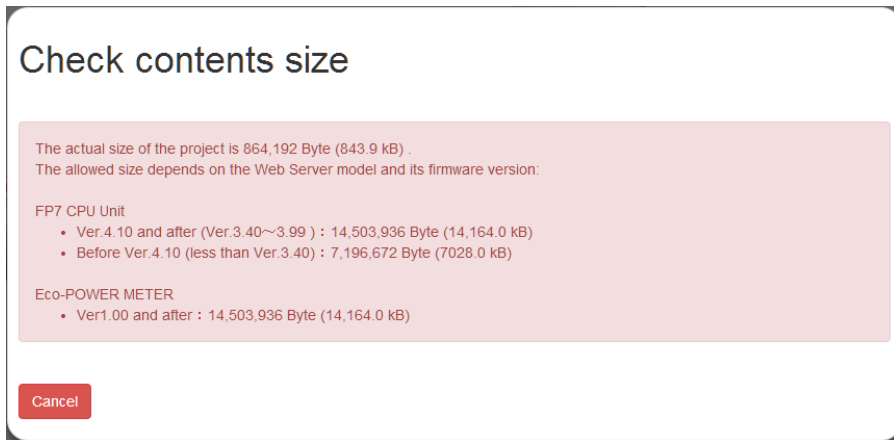 Check contents size
The actual size of the project is 864,192 Byte (843.9 kB) .
The allowed size depends on the Web Server model and its firmware version:
FP7 CPU Unit
• Ver.4.10 and after (Ver.3.40～3.99 )：14,503,936 Byte (14,164.0 kB)
• Before Ver.4.10 (less than Ver.3.40)：7,196,672 Byte (7028.0 kB)
Eco-POWER METER
• Ver1.00 and after：14,503,936 Byte (14,164.0 kB)
Cancel